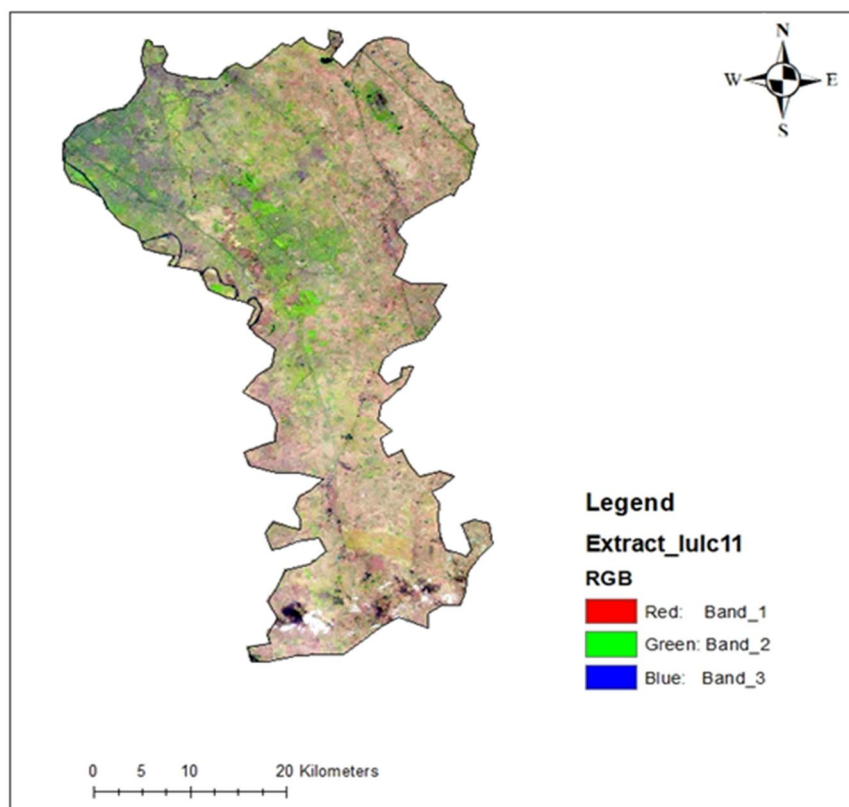 N
W E
S
Legend
Extract_lulc11
RGB
Red: Band_1
Green: Band_2
Blue: Band_3
0 5 10 20 Kilometers